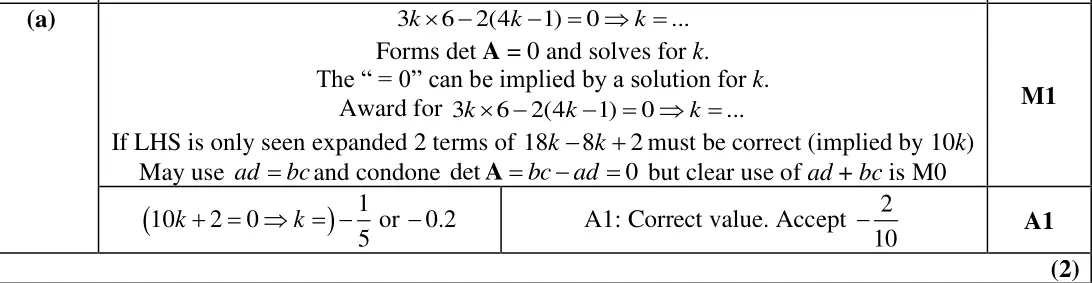 (a)
3k × 6 − 2(4k − 1) = 0 ⇒ k = ...
Forms det A = 0 and solves for k.
The “ = 0” can be implied by a solution for k.
Award for 3k × 6 − 2(4k − 1) = 0 ⇒ k = ...
If LHS is only seen expanded 2 terms of 18k − 8k + 2 must be correct (implied by 10k)
May use ad = bc and condone det A = bc − ad = 0 but clear use of ad + bc is M0
M1
(10k + 2 = 0 ⇒ k =) − 1/5 or − 0.2
A1: Correct value. Accept − 2/10
A1
(2)